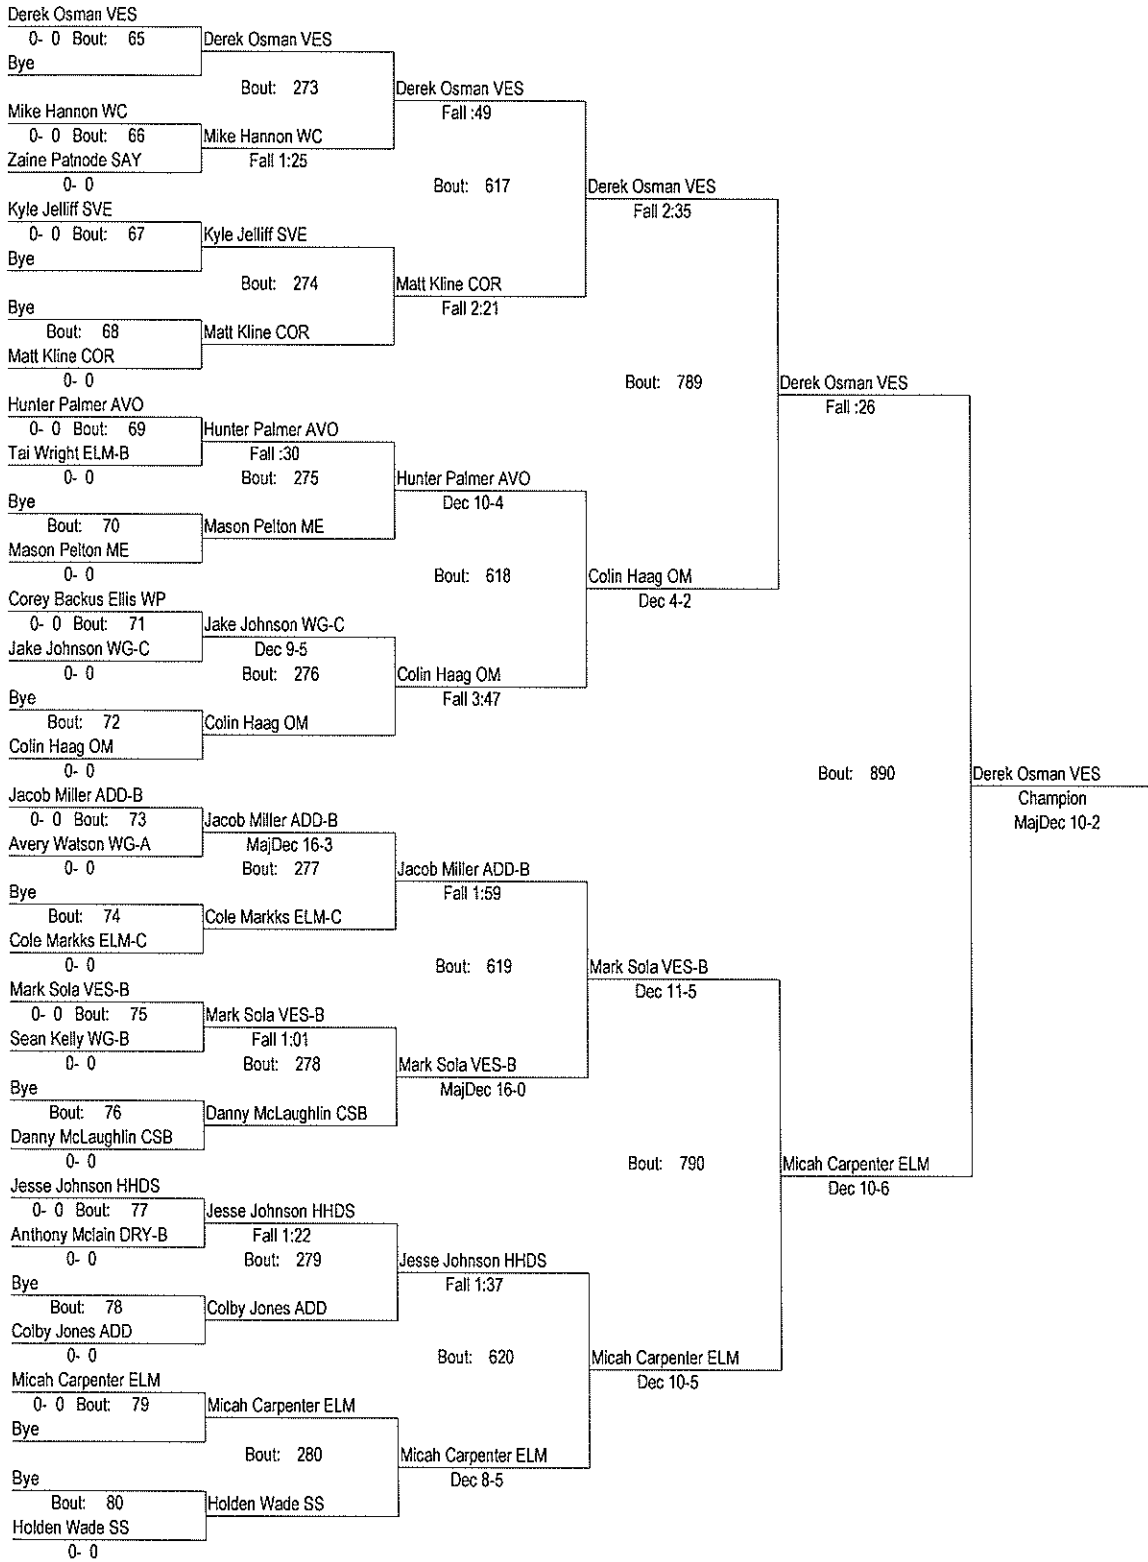 Derek Osman VES
0- 0 Bout: 65
Bye
Derek Osman VES
Bout: 273
Mike Hannon WC
0- 0 Bout: 66
Zaine Patnode SAY
0- 0
Mike Hannon WC
Fall 1:25
Derek Osman VES
Fall :49
Bout: 617
Kyle Jelliff SVE
0- 0 Bout: 67
Bye
Kyle Jelliff SVE
Bout: 274
Bye
Bout: 68
Matt Kline COR
0- 0
Matt Kline COR
Matt Kline COR
Fall 2:21
Derek Osman VES
Fall 2:35
Bout: 789
Hunter Palmer AVO
0- 0 Bout: 69
Tai Wright ELM-B
0- 0
Hunter Palmer AVO
Fall :30
Bout: 275
Bye
Bout: 70
Mason Pelton ME
0- 0
Mason Pelton ME
Hunter Palmer AVO
Dec 10-4
Bout: 618
Corey Backus Ellis WP
0- 0 Bout: 71
Jake Johnson WG-C
0- 0
Jake Johnson WG-C
Dec 9-5
Bout: 276
Bye
Bout: 72
Colin Haag OM
0- 0
Colin Haag OM
Colin Haag OM
Fall 3:47
Colin Haag OM
Dec 4-2
Derek Osman VES
Fall :26
Bout: 890
Derek Osman VES
Champion
MajDec 10-2
Jacob Miller ADD-B
0- 0 Bout: 73
Avery Watson WG-A
0- 0
Jacob Miller ADD-B
MajDec 16-3
Bout: 277
Bye
Bout: 74
Cole Markks ELM-C
0- 0
Cole Markks ELM-C
Jacob Miller ADD-B
Fall 1:59
Bout: 619
Mark Sola VES-B
0- 0 Bout: 75
Sean Kelly WG-B
0- 0
Mark Sola VES-B
Fall 1:01
Bout: 278
Bye
Bout: 76
Danny McLaughlin CSB
0- 0
Danny McLaughlin CSB
Mark Sola VES-B
MajDec 16-0
Mark Sola VES-B
Dec 11-5
Bout: 790
Jesse Johnson HHDS
0- 0 Bout: 77
Anthony Mclain DRY-B
0- 0
Jesse Johnson HHDS
Fall 1:22
Bout: 279
Bye
Bout: 78
Colby Jones ADD
0- 0
Colby Jones ADD
Jesse Johnson HHDS
Fall 1:37
Bout: 620
Micah Carpenter ELM
0- 0 Bout: 79
Bye
Micah Carpenter ELM
Bout: 280
Bye
Bout: 80
Holden Wade SS
0- 0
Holden Wade SS
Micah Carpenter ELM
Dec 8-5
Micah Carpenter ELM
Dec 10-5
Micah Carpenter ELM
Dec 10-6